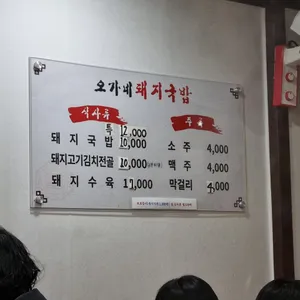 오가네돼지국밥
식사류
주류
특 12,000
돼지국밥 10,000
돼지고기김치전골 20,000
돼지수육 17,000
소주 4,000
맥주 4,000
막걸리 4,000